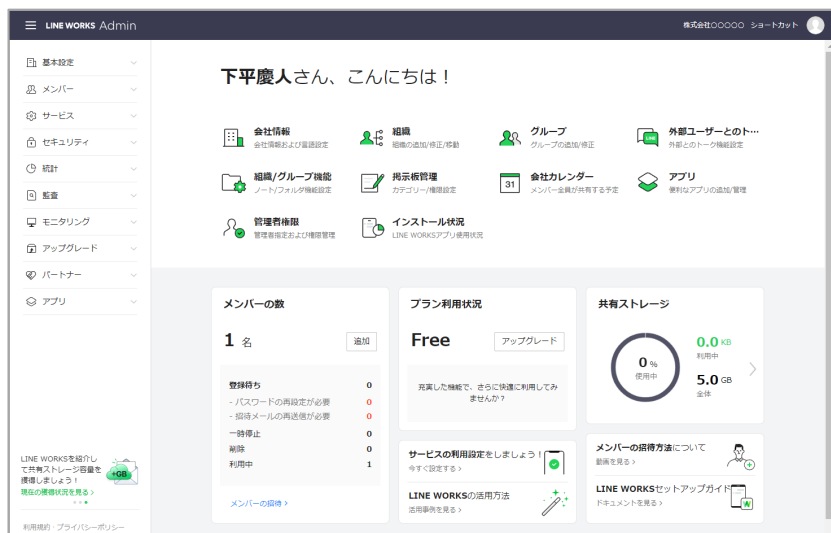 LINE WORKS Admin
株式会社〇〇〇〇〇 ショートカット
基本設定
メンバー
サービス
セキュリティ
統計
監査
モニタリング
アップグレード
パートナー
アプリ
LINE WORKSを紹介し
て共有ストレージ容量を
獲得しましょう！
現在の獲得状況を見る ›
+GB
利用規約・プライバシーポリシー
下平慶人さん、こんにちは！
会社情報
会社情報および言語設定
組織
組織の追加/修正/移動
グループ
グループの追加/修正
LINE
外部ユーザーとのト…
外部とのトーク機能設定
組織/グループ機能
ノート/フォルダ機能設定
掲示板管理
カテゴリー/権限設定
31
会社カレンダー
メンバー全員が共有する予定
アプリ
便利なアプリの追加/管理
管理者権限
管理者指定および権限管理
インストール状況
LINE WORKSアプリ使用状況
メンバーの数
1 名
追加
登録待ち 0
- パスワードの再設定が必要 0
- 招待メールの再送信が必要 0
一時停止 0
削除 0
利用中 1
メンバーの招待 ›
プラン利用状況
Free
アップグレード
充実した機能で、さらに快適に利用してみ
ませんか？
サービスの利用設定をしましょう！
今すぐ設定する ›
LINE WORKSの活用方法
活用事例を見る ›
共有ストレージ
0 %
使用中
0.0 KB
利用中
5.0 GB
全体
メンバーの招待方法について
動画を見る ›
LINE WORKSセットアップガイド
ドキュメントを見る ›
W